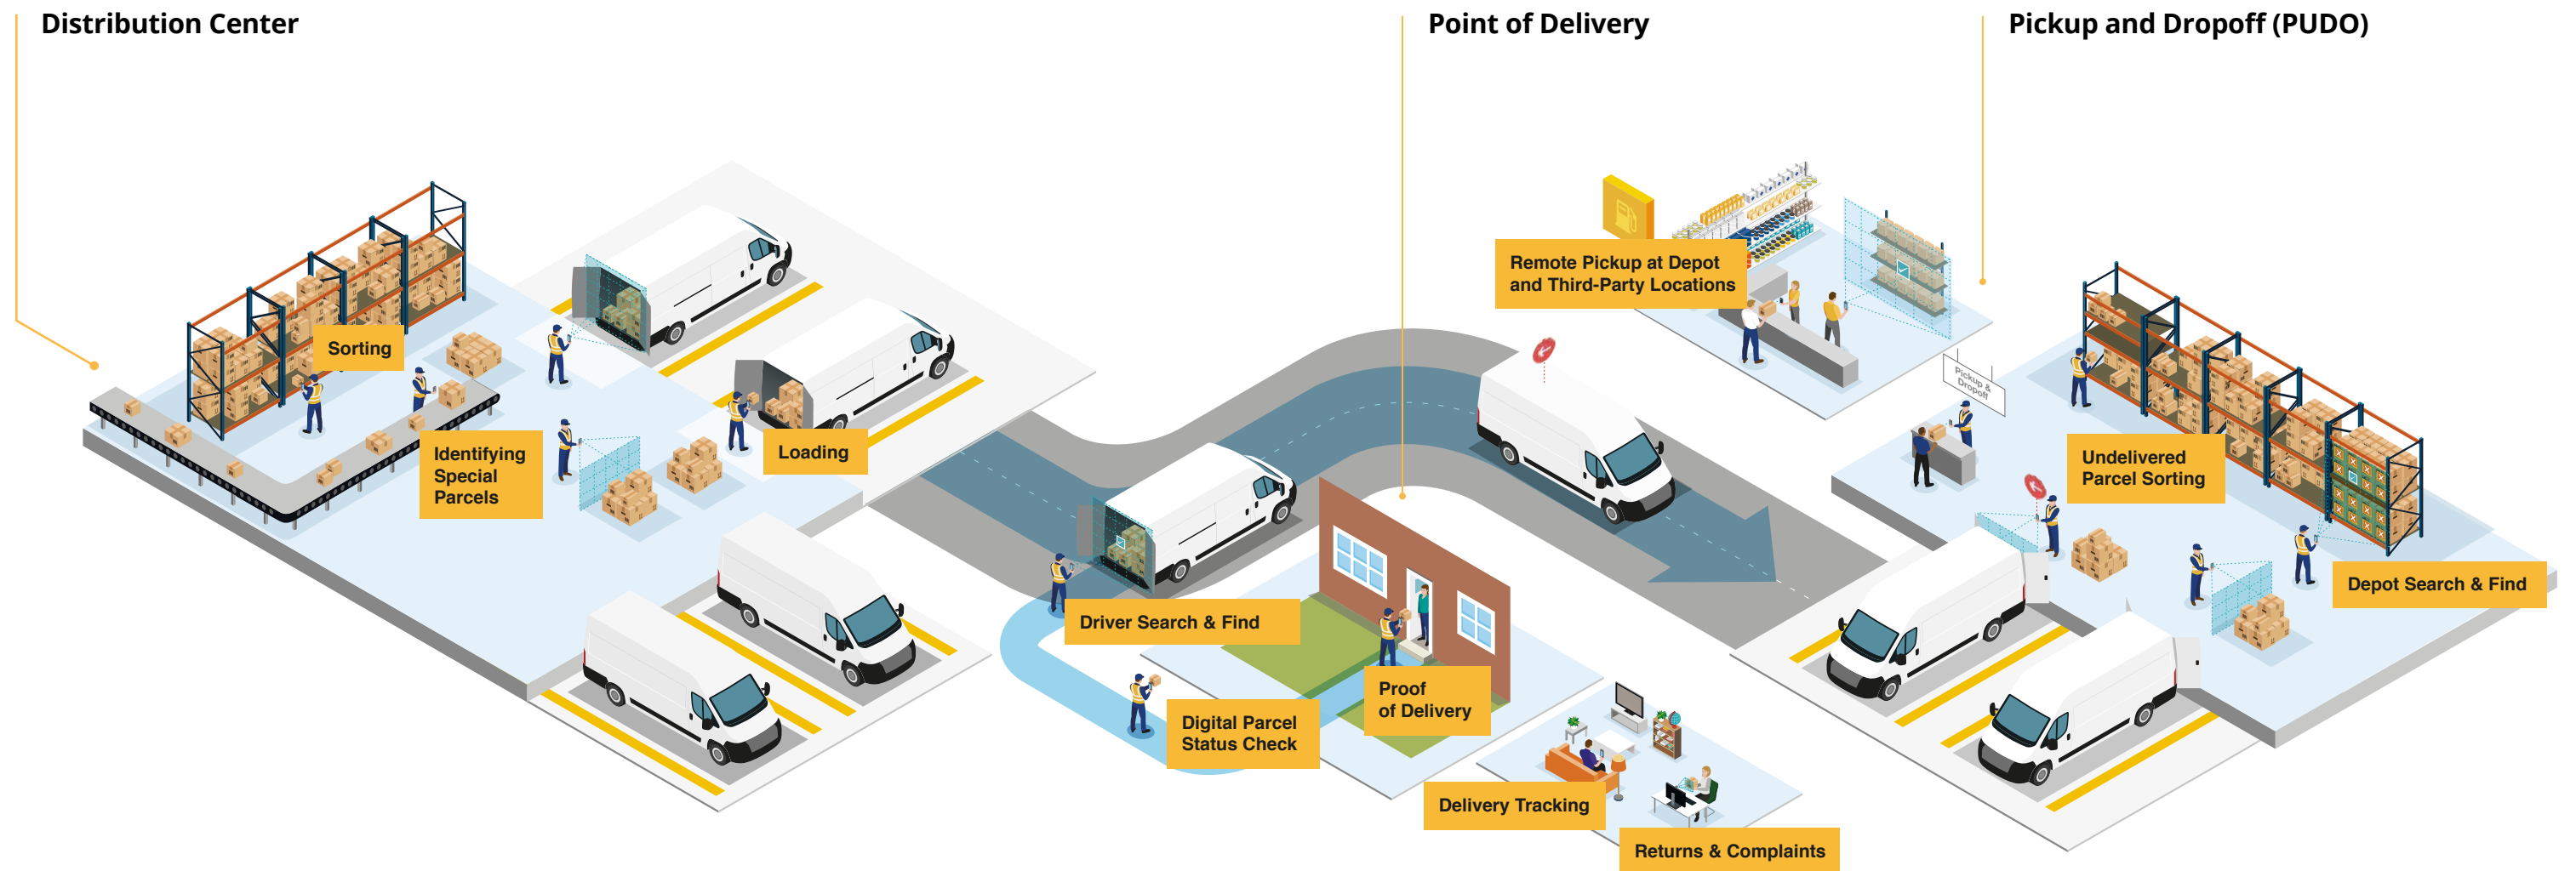 Distribution Center
Point of Delivery
Pickup and Dropoff (PUDO)
Sorting
Identifying
Special
Parcels
Loading
Driver Search & Find
Digital Parcel
Status Check
Proof
of Delivery
Delivery Tracking
Returns & Complaints
Remote Pickup at Depot
and Third-Party Locations
Pickup &
Dropoff
Undelivered
Parcel Sorting
Depot Search & Find